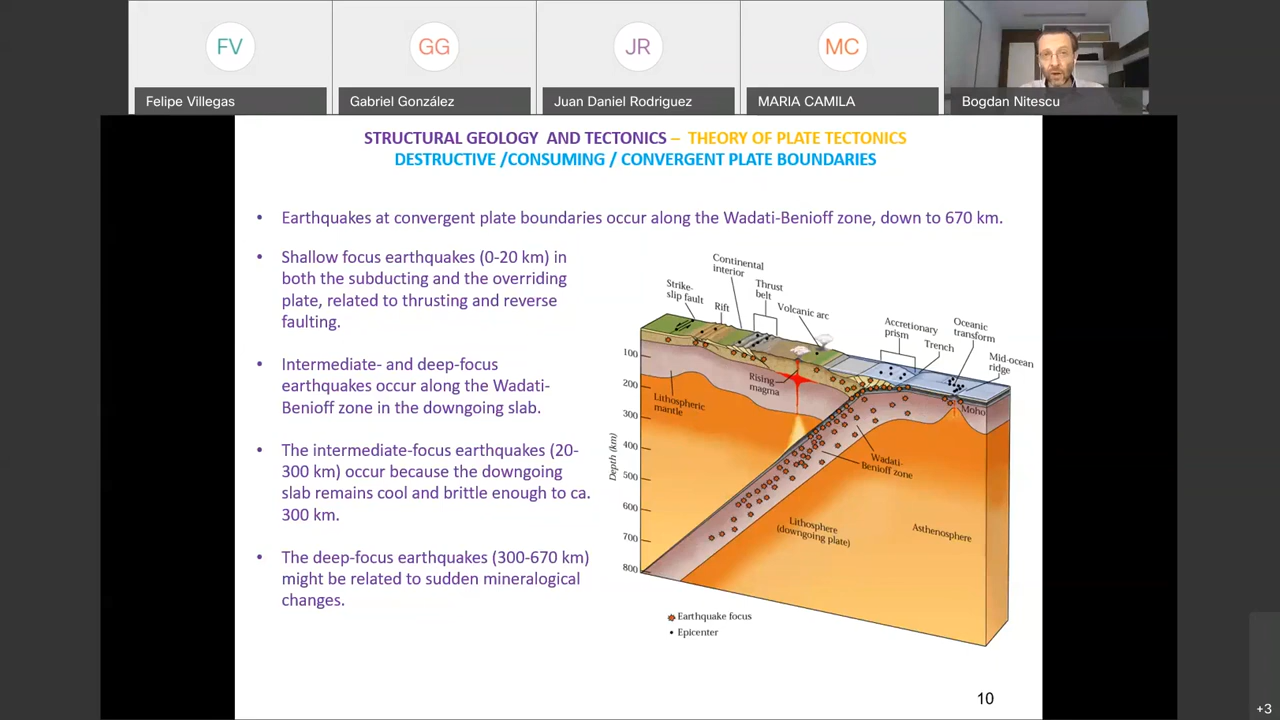 FV
GG
JR
MC
Felipe Villegas
Gabriel González
Juan Daniel Rodriguez
MARIA CAMILA
Bogdan Nitescu
STRUCTURAL GEOLOGY AND TECTONICS – THEORY OF PLATE TECTONICS
DESTRUCTIVE /CONSUMING / CONVERGENT PLATE BOUNDARIES
• Earthquakes at convergent plate boundaries occur along the Wadati-Benioff zone, down to 670 km.
• Shallow focus earthquakes (0-20 km) in
both the subducting and the overriding
plate, related to thrusting and reverse
faulting.
• Intermediate- and deep-focus
earthquakes occur along the Wadati-
Benioff zone in the downgoing slab.
• The intermediate-focus earthquakes (20-
300 km) occur because the downgoing
slab remains cool and brittle enough to ca.
300 km.
• The deep-focus earthquakes (300-670 km)
might be related to sudden mineralogical
changes.
Continental
interior
Strike-
slip fault
Rift
Thrust
belt
Volcanic arc
Accretionary
prism
Trench
Oceanic
transform
Mid-ocean
ridge
100
200
300
400
500
600
700
800
Depth (km)
Rising
magma
Lithospheric
mantle
Moho
Wadati-
Benioff zone
Lithosphere
(downgoing plate)
Asthenosphere
Earthquake focus
• Epicenter
10
+3